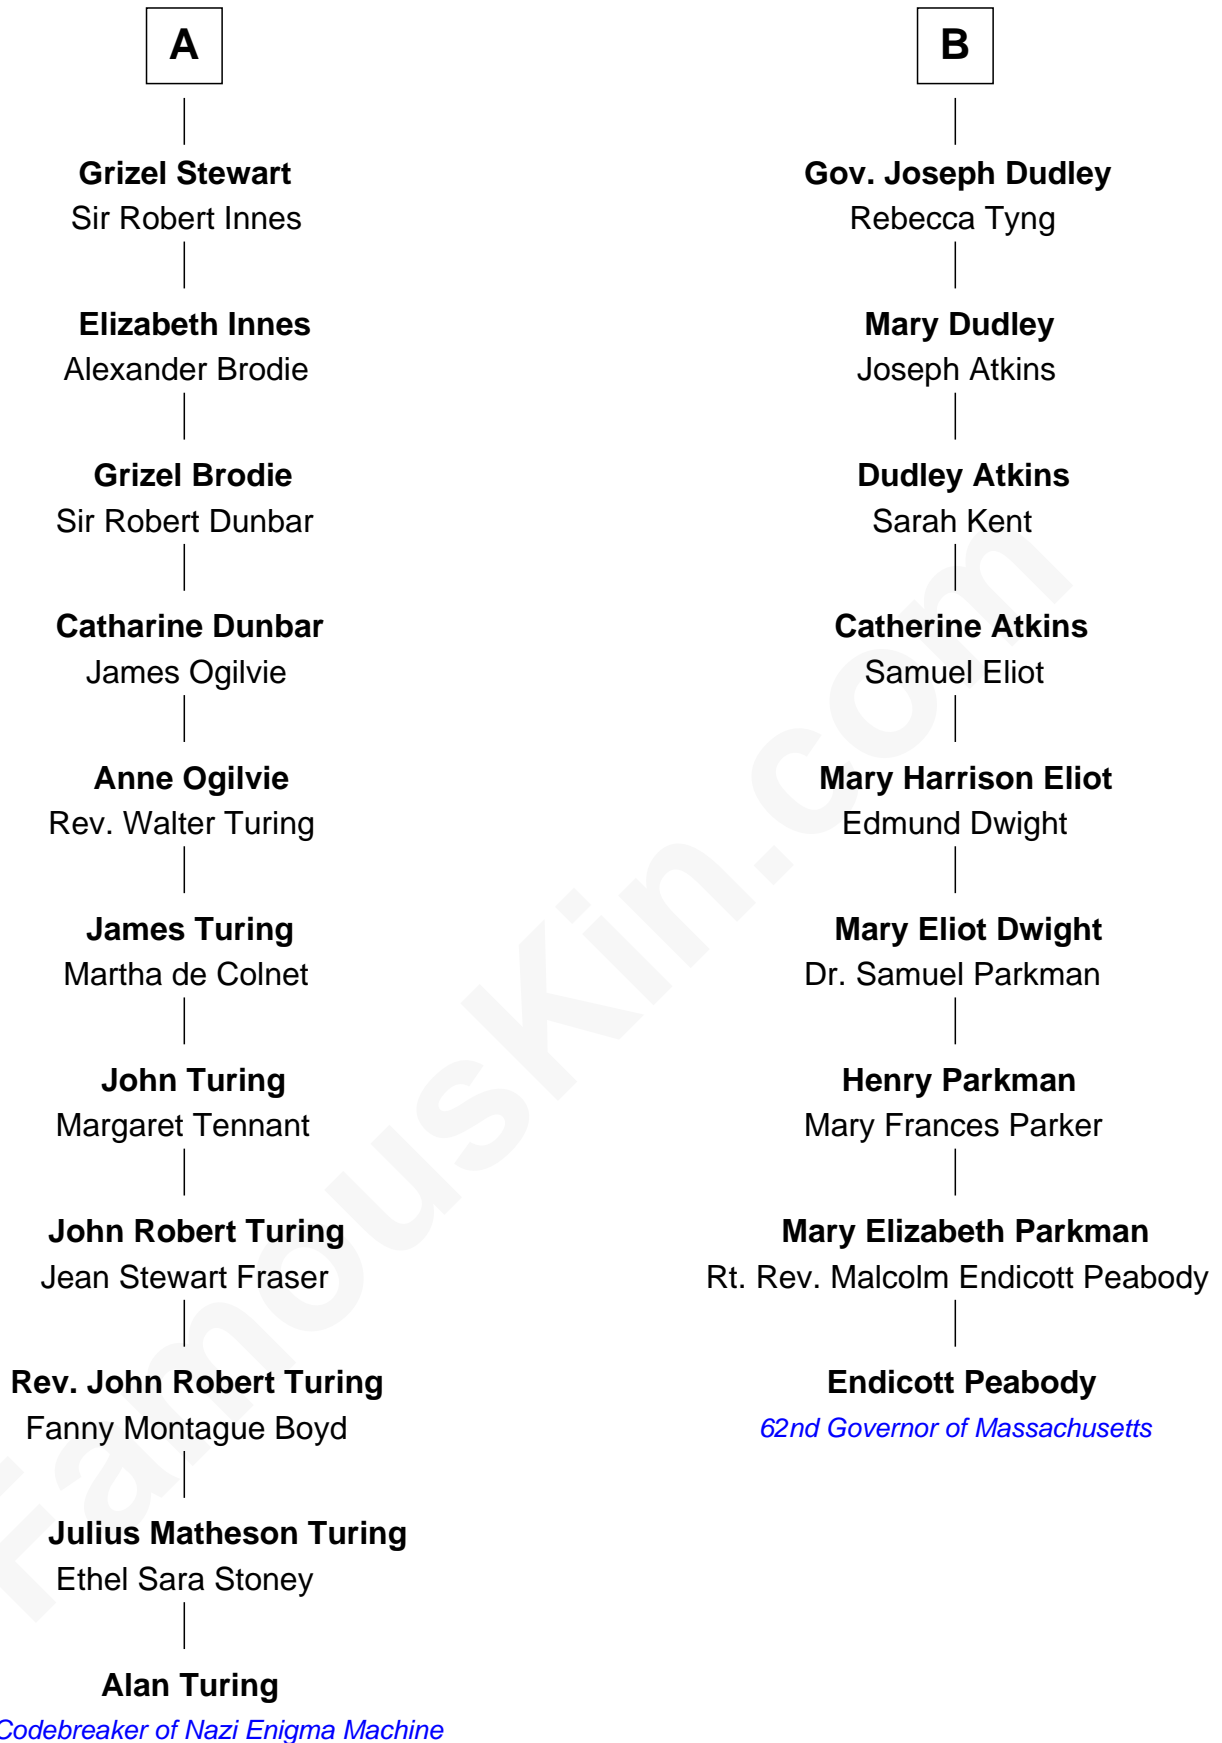 A
Grizel Stewart
Sir Robert Innes
Elizabeth Innes
Alexander Brodie
Grizel Brodie
Sir Robert Dunbar
Catharine Dunbar
James Ogilvie
Anne Ogilvie
Rev. Walter Turing
James Turing
Martha de Colnet
John Turing
Margaret Tennant
John Robert Turing
Jean Stewart Fraser
Rev. John Robert Turing
Fanny Montague Boyd
Julius Matheson Turing
Ethel Sara Stoney
Alan Turing
Codebreaker of Nazi Enigma Machine
B
Gov. Joseph Dudley
Rebecca Tyng
Mary Dudley
Joseph Atkins
Dudley Atkins
Sarah Kent
Catherine Atkins
Samuel Eliot
Mary Harrison Eliot
Edmund Dwight
Mary Eliot Dwight
Dr. Samuel Parkman
Henry Parkman
Mary Frances Parker
Mary Elizabeth Parkman
Rt. Rev. Malcolm Endicott Peabody
Endicott Peabody
62nd Governor of Massachusetts
FamousKin.com